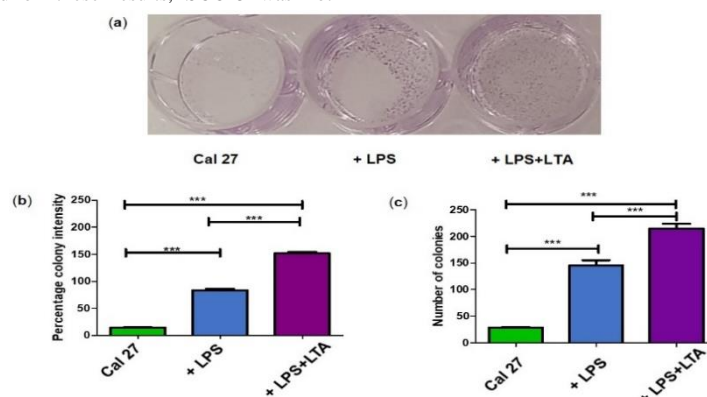 (a)
Cal 27 + LPS + LPS+LTA
(b)
Percentage colony intensity
250
200
150
100
50
0
***
***
***
Cal 27
+ LPS
+ LPS+LTA
(c)
Number of colonies
250
200
150
100
50
0
***
***
***
Cal 27
+ LPS
+ LPS+LTA